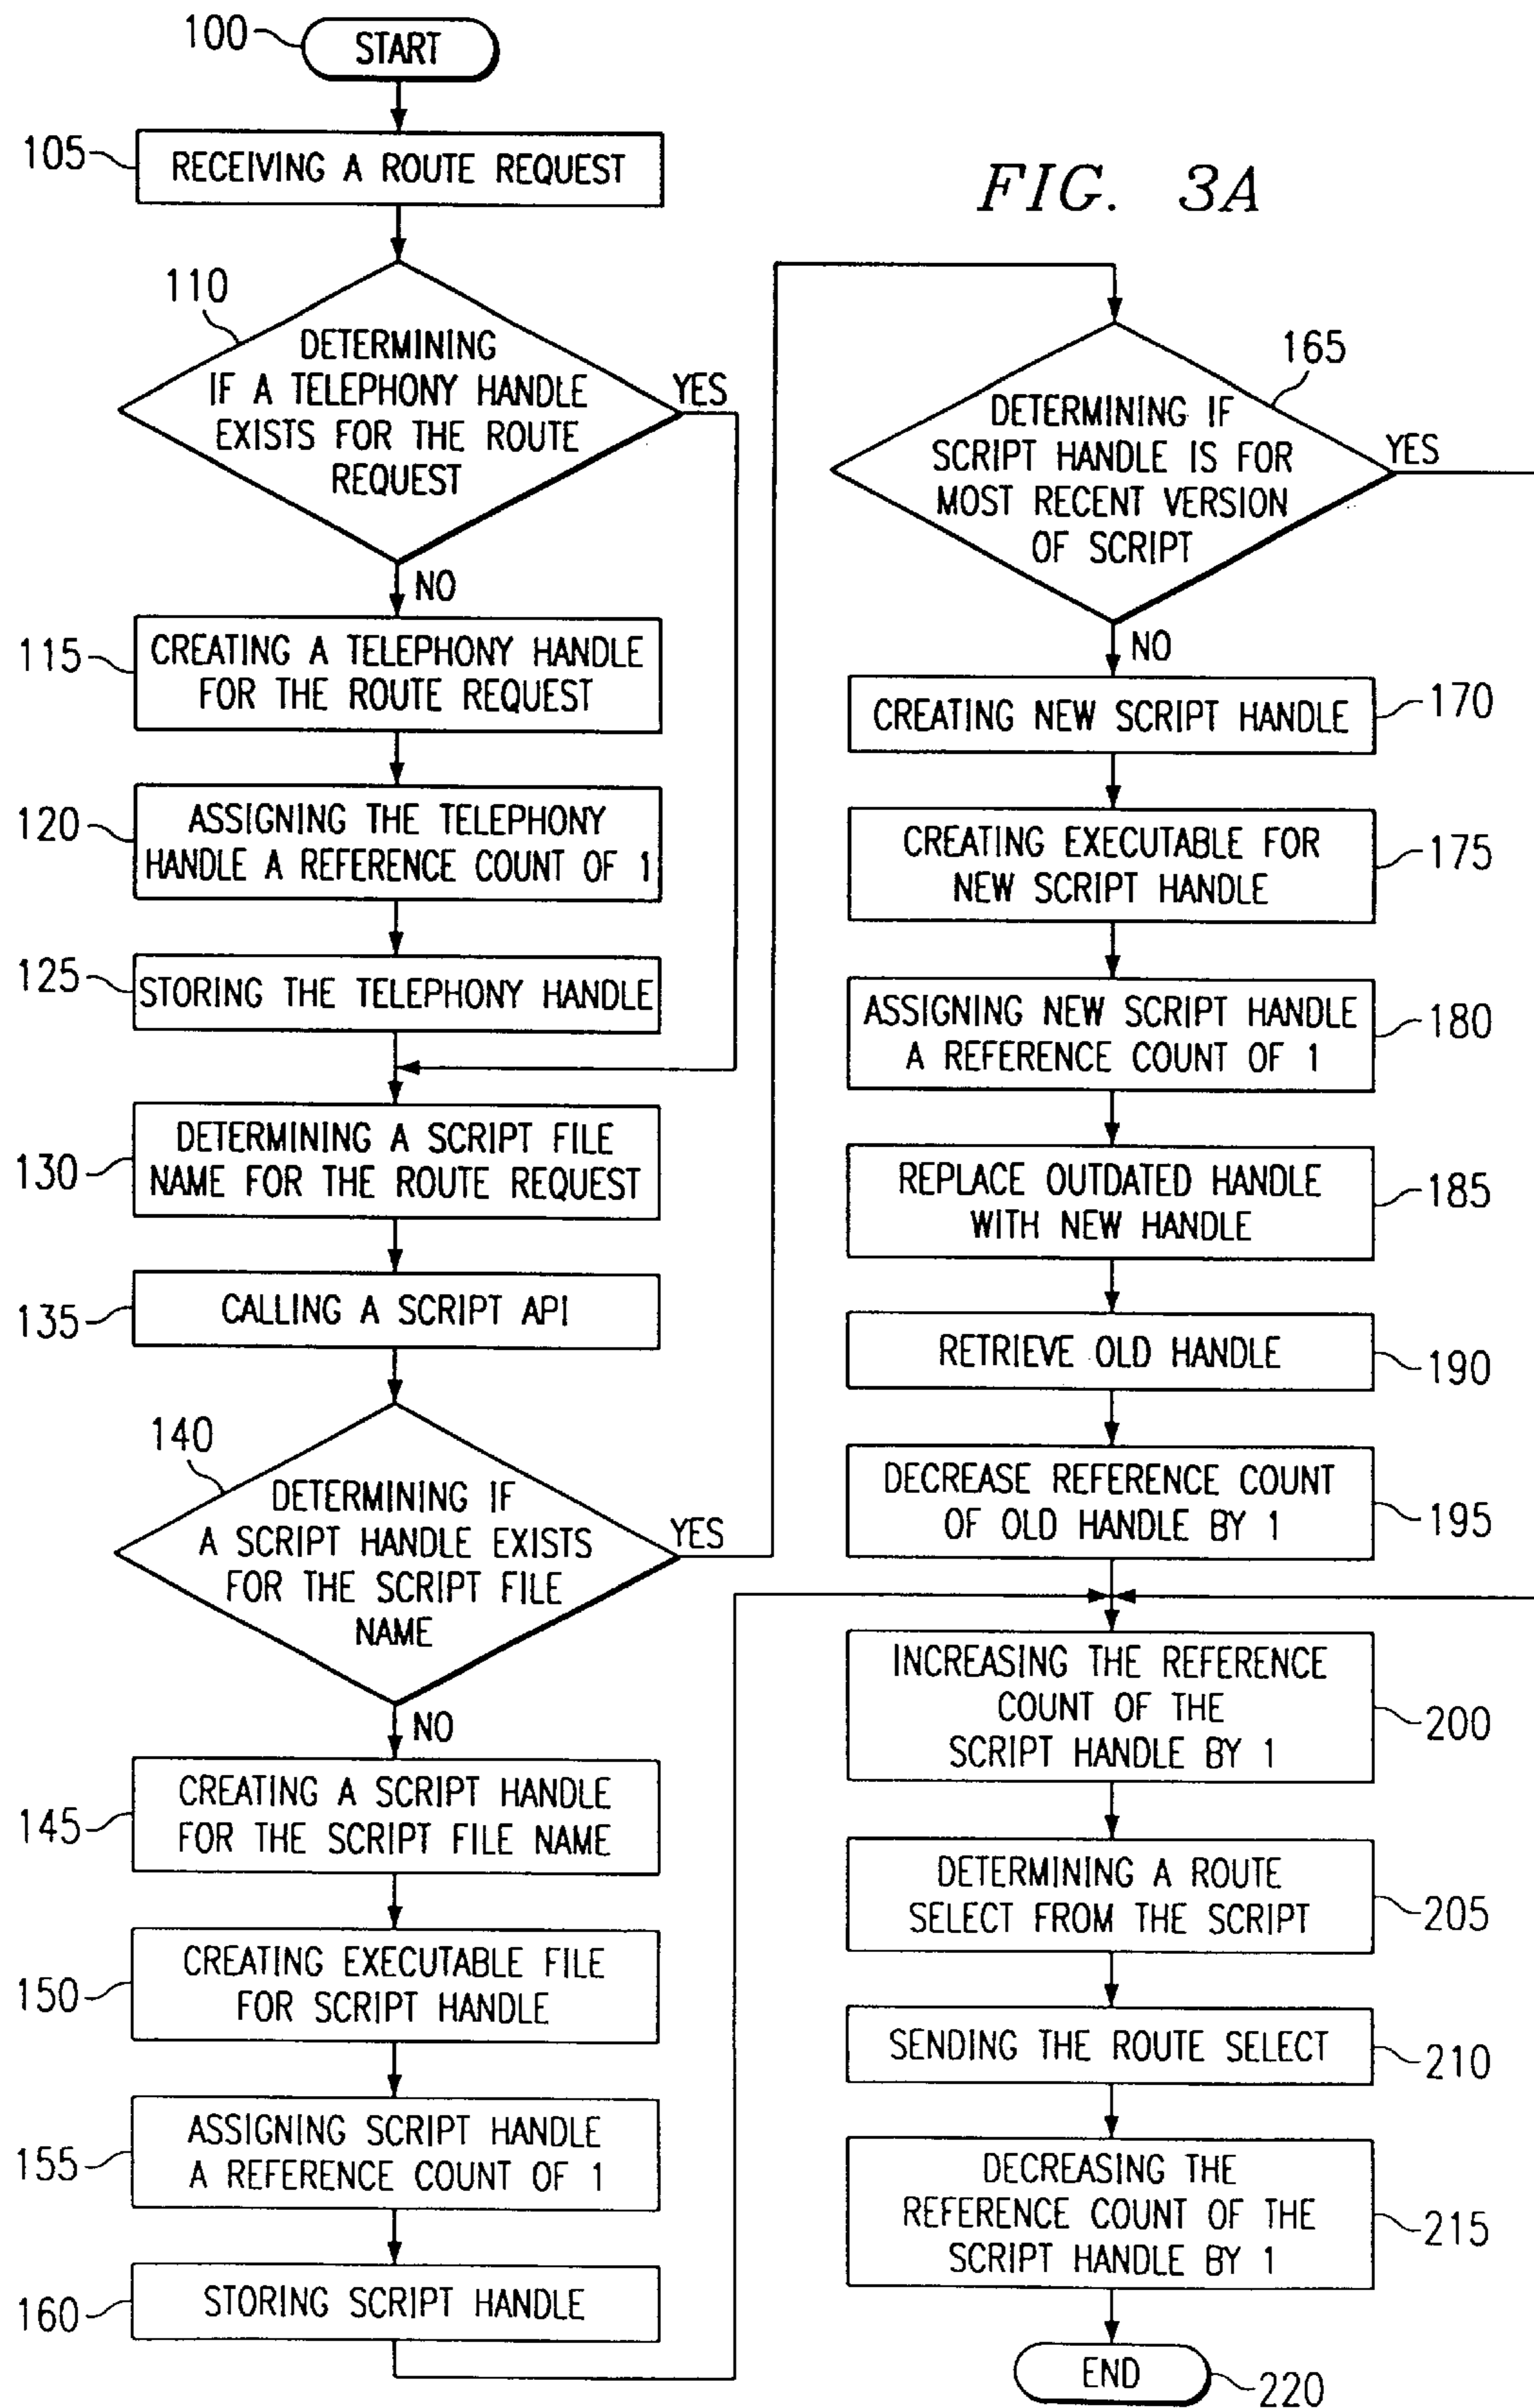 100
START
105
RECEIVING A ROUTE REQUEST
110
DETERMINING
IF A TELEPHONY HANDLE
EXISTS FOR THE ROUTE
REQUEST
YES
NO
115
CREATING A TELEPHONY HANDLE
FOR THE ROUTE REQUEST
120
ASSIGNING THE TELEPHONY
HANDLE A REFERENCE COUNT OF 1
125
STORING THE TELEPHONY HANDLE
130
DETERMINING A SCRIPT FILE
NAME FOR THE ROUTE REQUEST
135
CALLING A SCRIPT API
140
DETERMINING IF
A SCRIPT HANDLE EXISTS
FOR THE SCRIPT FILE
NAME
YES
NO
145
CREATING A SCRIPT HANDLE
FOR THE SCRIPT FILE NAME
150
CREATING EXECUTABLE FILE
FOR SCRIPT HANDLE
155
ASSIGNING SCRIPT HANDLE
A REFERENCE COUNT OF 1
160
STORING SCRIPT HANDLE
FIG. 3A
165
DETERMINING IF
SCRIPT HANDLE IS FOR
MOST RECENT VERSION
OF SCRIPT
YES
NO
CREATING NEW SCRIPT HANDLE
170
CREATING EXECUTABLE FOR
NEW SCRIPT HANDLE
175
ASSIGNING NEW SCRIPT HANDLE
A REFERENCE COUNT OF 1
180
REPLACE OUTDATED HANDLE
WITH NEW HANDLE
185
RETRIEVE OLD HANDLE
190
DECREASE REFERENCE COUNT
OF OLD HANDLE BY 1
195
INCREASING THE REFERENCE
COUNT OF THE
SCRIPT HANDLE BY 1
200
DETERMINING A ROUTE
SELECT FROM THE SCRIPT
205
SENDING THE ROUTE SELECT
210
DECREASING THE
REFERENCE COUNT OF THE
SCRIPT HANDLE BY 1
215
END
220